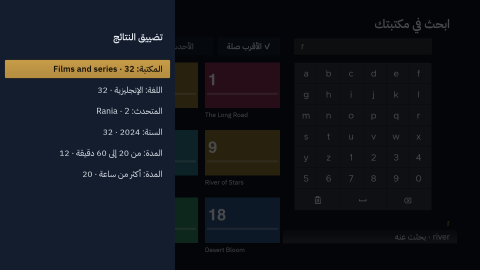 تضييق النتائج
المكتبة: Films and series · 32
اللغة: الإنجليزية · 32
المتحدث: Rania · 2
السنة: 2024 · 32
المدة: من 20 إلى 60 دقيقة · 12
المدة: أكثر من ساعة · 20
ابحث في مكتبتك
r
√ الأقرب صلة
الأحدث
a b c d e f
g h i j k l
m n o p q r
s t u v w x
y z 1 2 3 4
5 6 7 8 9 0
r
river · بحثت عنه
1
The Long Road
9
River of Stars
18
Desert Bloom